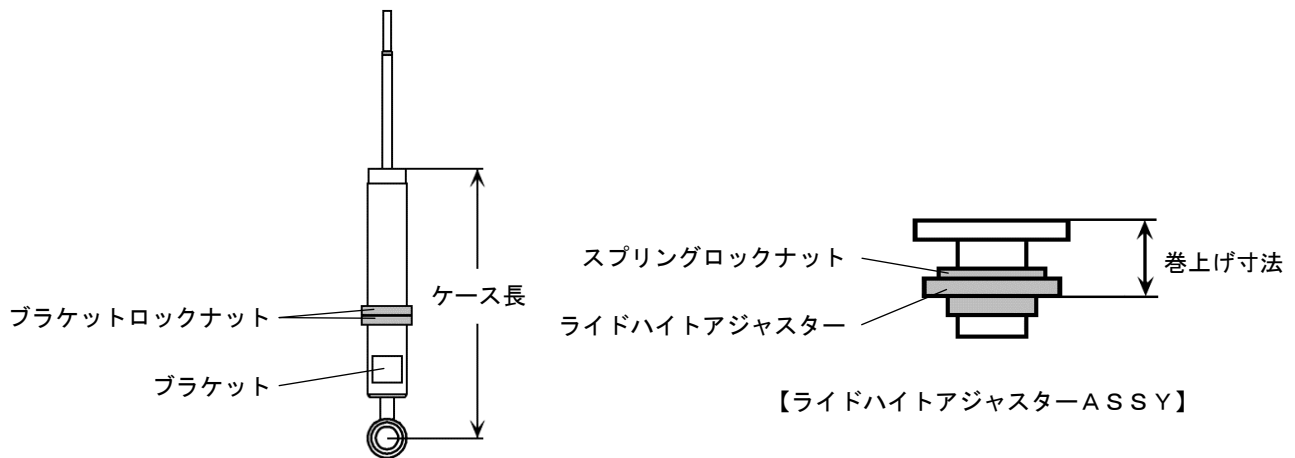 ケース長
ブラケットロックナット
ブラケット
スプリングロックナット
ライドハイトアジャスター
巻上げ寸法
【ライドハイトアジャスターASSY】